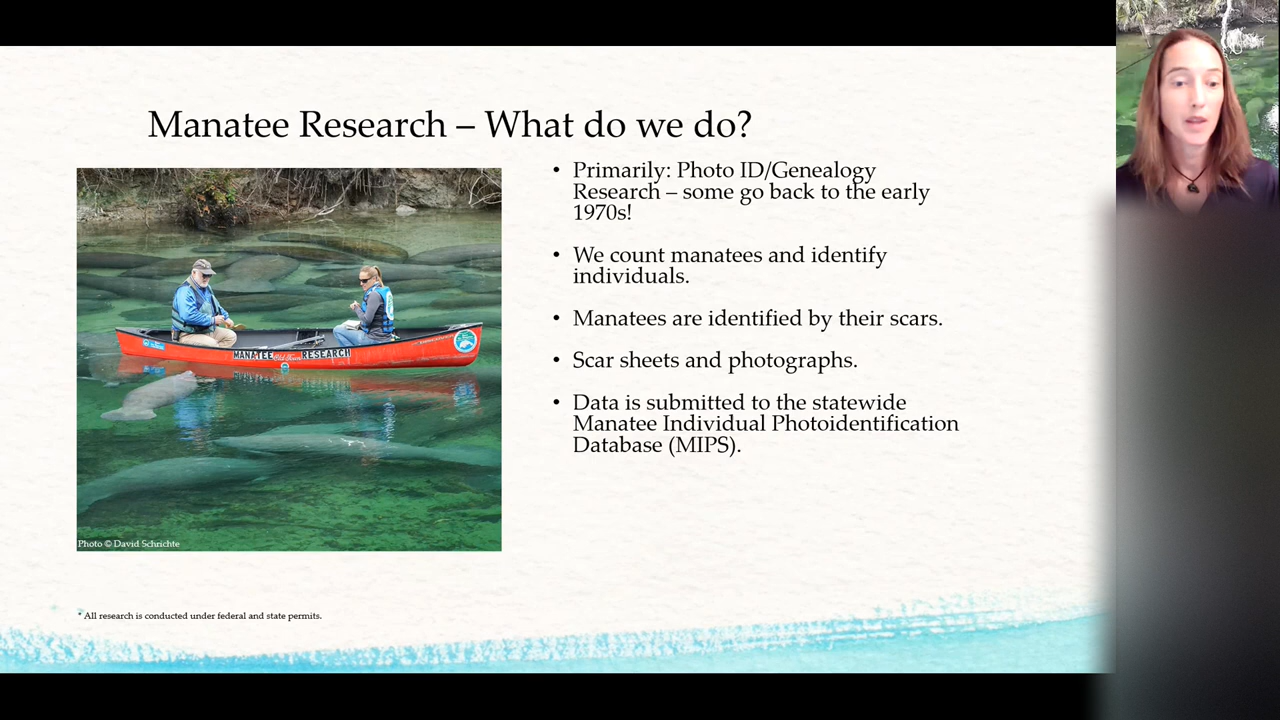 Manatee Research – What do we do?
• Primarily: Photo ID/Genealogy
Research – some go back to the early
1970s!
• We count manatees and identify
individuals.
• Manatees are identified by their scars.
• Scar sheets and photographs.
• Data is submitted to the statewide
Manatee Individual Photoidentification
Database (MIPS).
MANATEE Old Town RESEARCH
Photo © David Schrichte
* All research is conducted under federal and state permits.